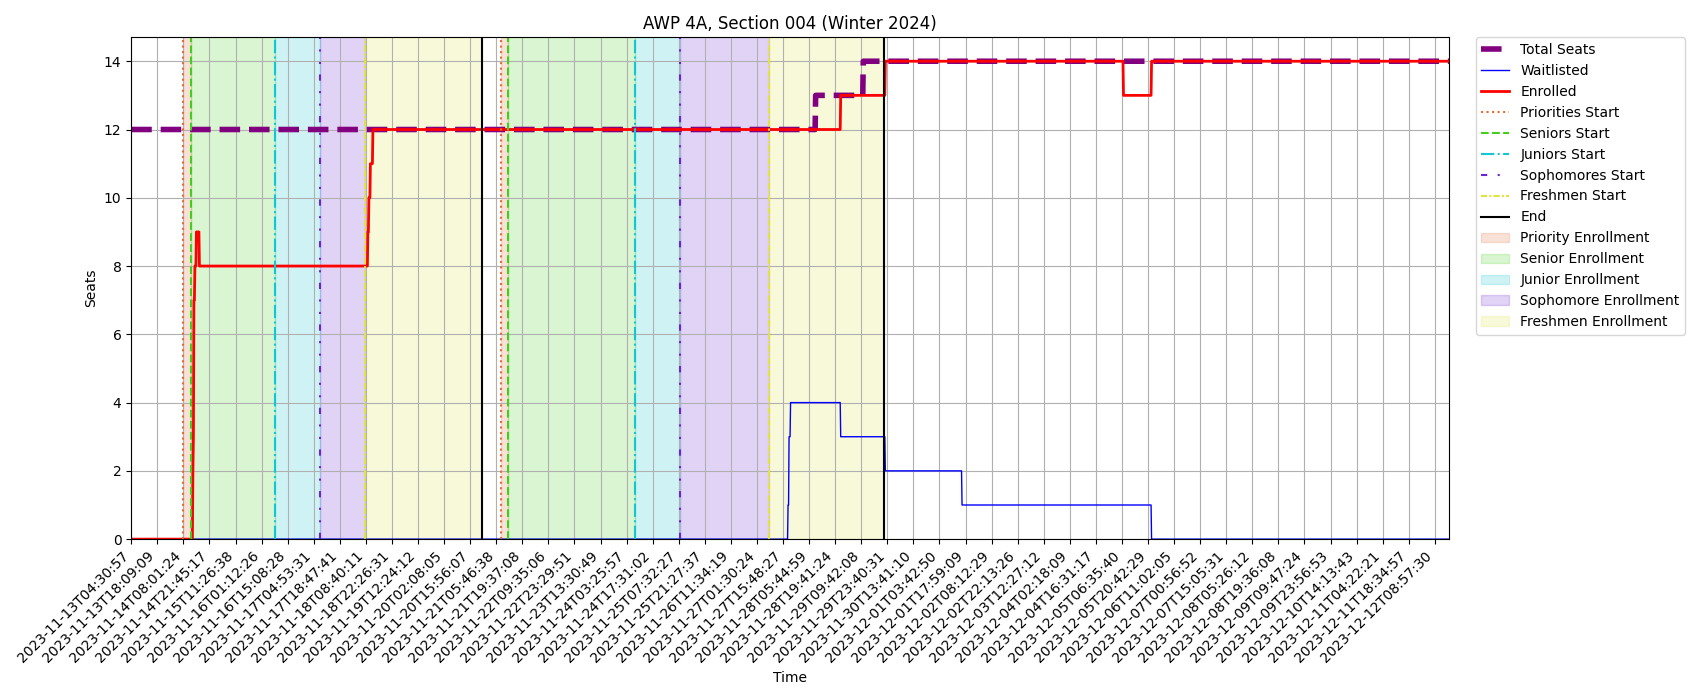 AWP 4A, Section 004 (Winter 2024)
Seats
14
12
10
8
6
4
2
0
2023-11-13T04:30:57
2023-11-13T18:09:09
2023-11-14T08:01:24
2023-11-14T21:45:17
2023-11-15T11:26:38
2023-11-16T01:12:26
2023-11-16T15:08:28
2023-11-17T04:53:31
2023-11-17T18:47:41
2023-11-18T08:40:11
2023-11-18T22:26:31
2023-11-19T12:24:12
2023-11-20T02:08:05
2023-11-20T15:56:07
2023-11-21T05:46:38
2023-11-21T19:37:08
2023-11-22T09:35:06
2023-11-22T23:29:51
2023-11-23T13:30:49
2023-11-24T03:25:57
2023-11-24T17:31:02
2023-11-25T07:32:27
2023-11-25T21:27:37
2023-11-26T11:34:19
2023-11-27T01:30:24
2023-11-27T15:48:27
2023-11-28T05:44:59
2023-11-28T19:41:24
2023-11-29T09:42:08
2023-11-29T23:40:31
2023-11-30T13:41:10
2023-12-01T03:42:50
2023-12-01T17:59:09
2023-12-02T08:12:29
2023-12-02T22:13:26
2023-12-03T12:27:12
2023-12-04T02:18:09
2023-12-04T16:31:17
2023-12-05T06:35:40
2023-12-05T20:42:29
2023-12-06T11:02:05
2023-12-07T00:56:52
2023-12-07T15:05:31
2023-12-08T05:26:12
2023-12-08T19:36:08
2023-12-09T09:47:24
2023-12-09T23:56:53
2023-12-10T14:13:43
2023-12-11T04:22:21
2023-12-11T18:34:57
2023-12-12T08:57:30
Time
Total Seats
Waitlisted
Enrolled
Priorities Start
Seniors Start
Juniors Start
Sophomores Start
Freshmen Start
End
Priority Enrollment
Senior Enrollment
Junior Enrollment
Sophomore Enrollment
Freshmen Enrollment